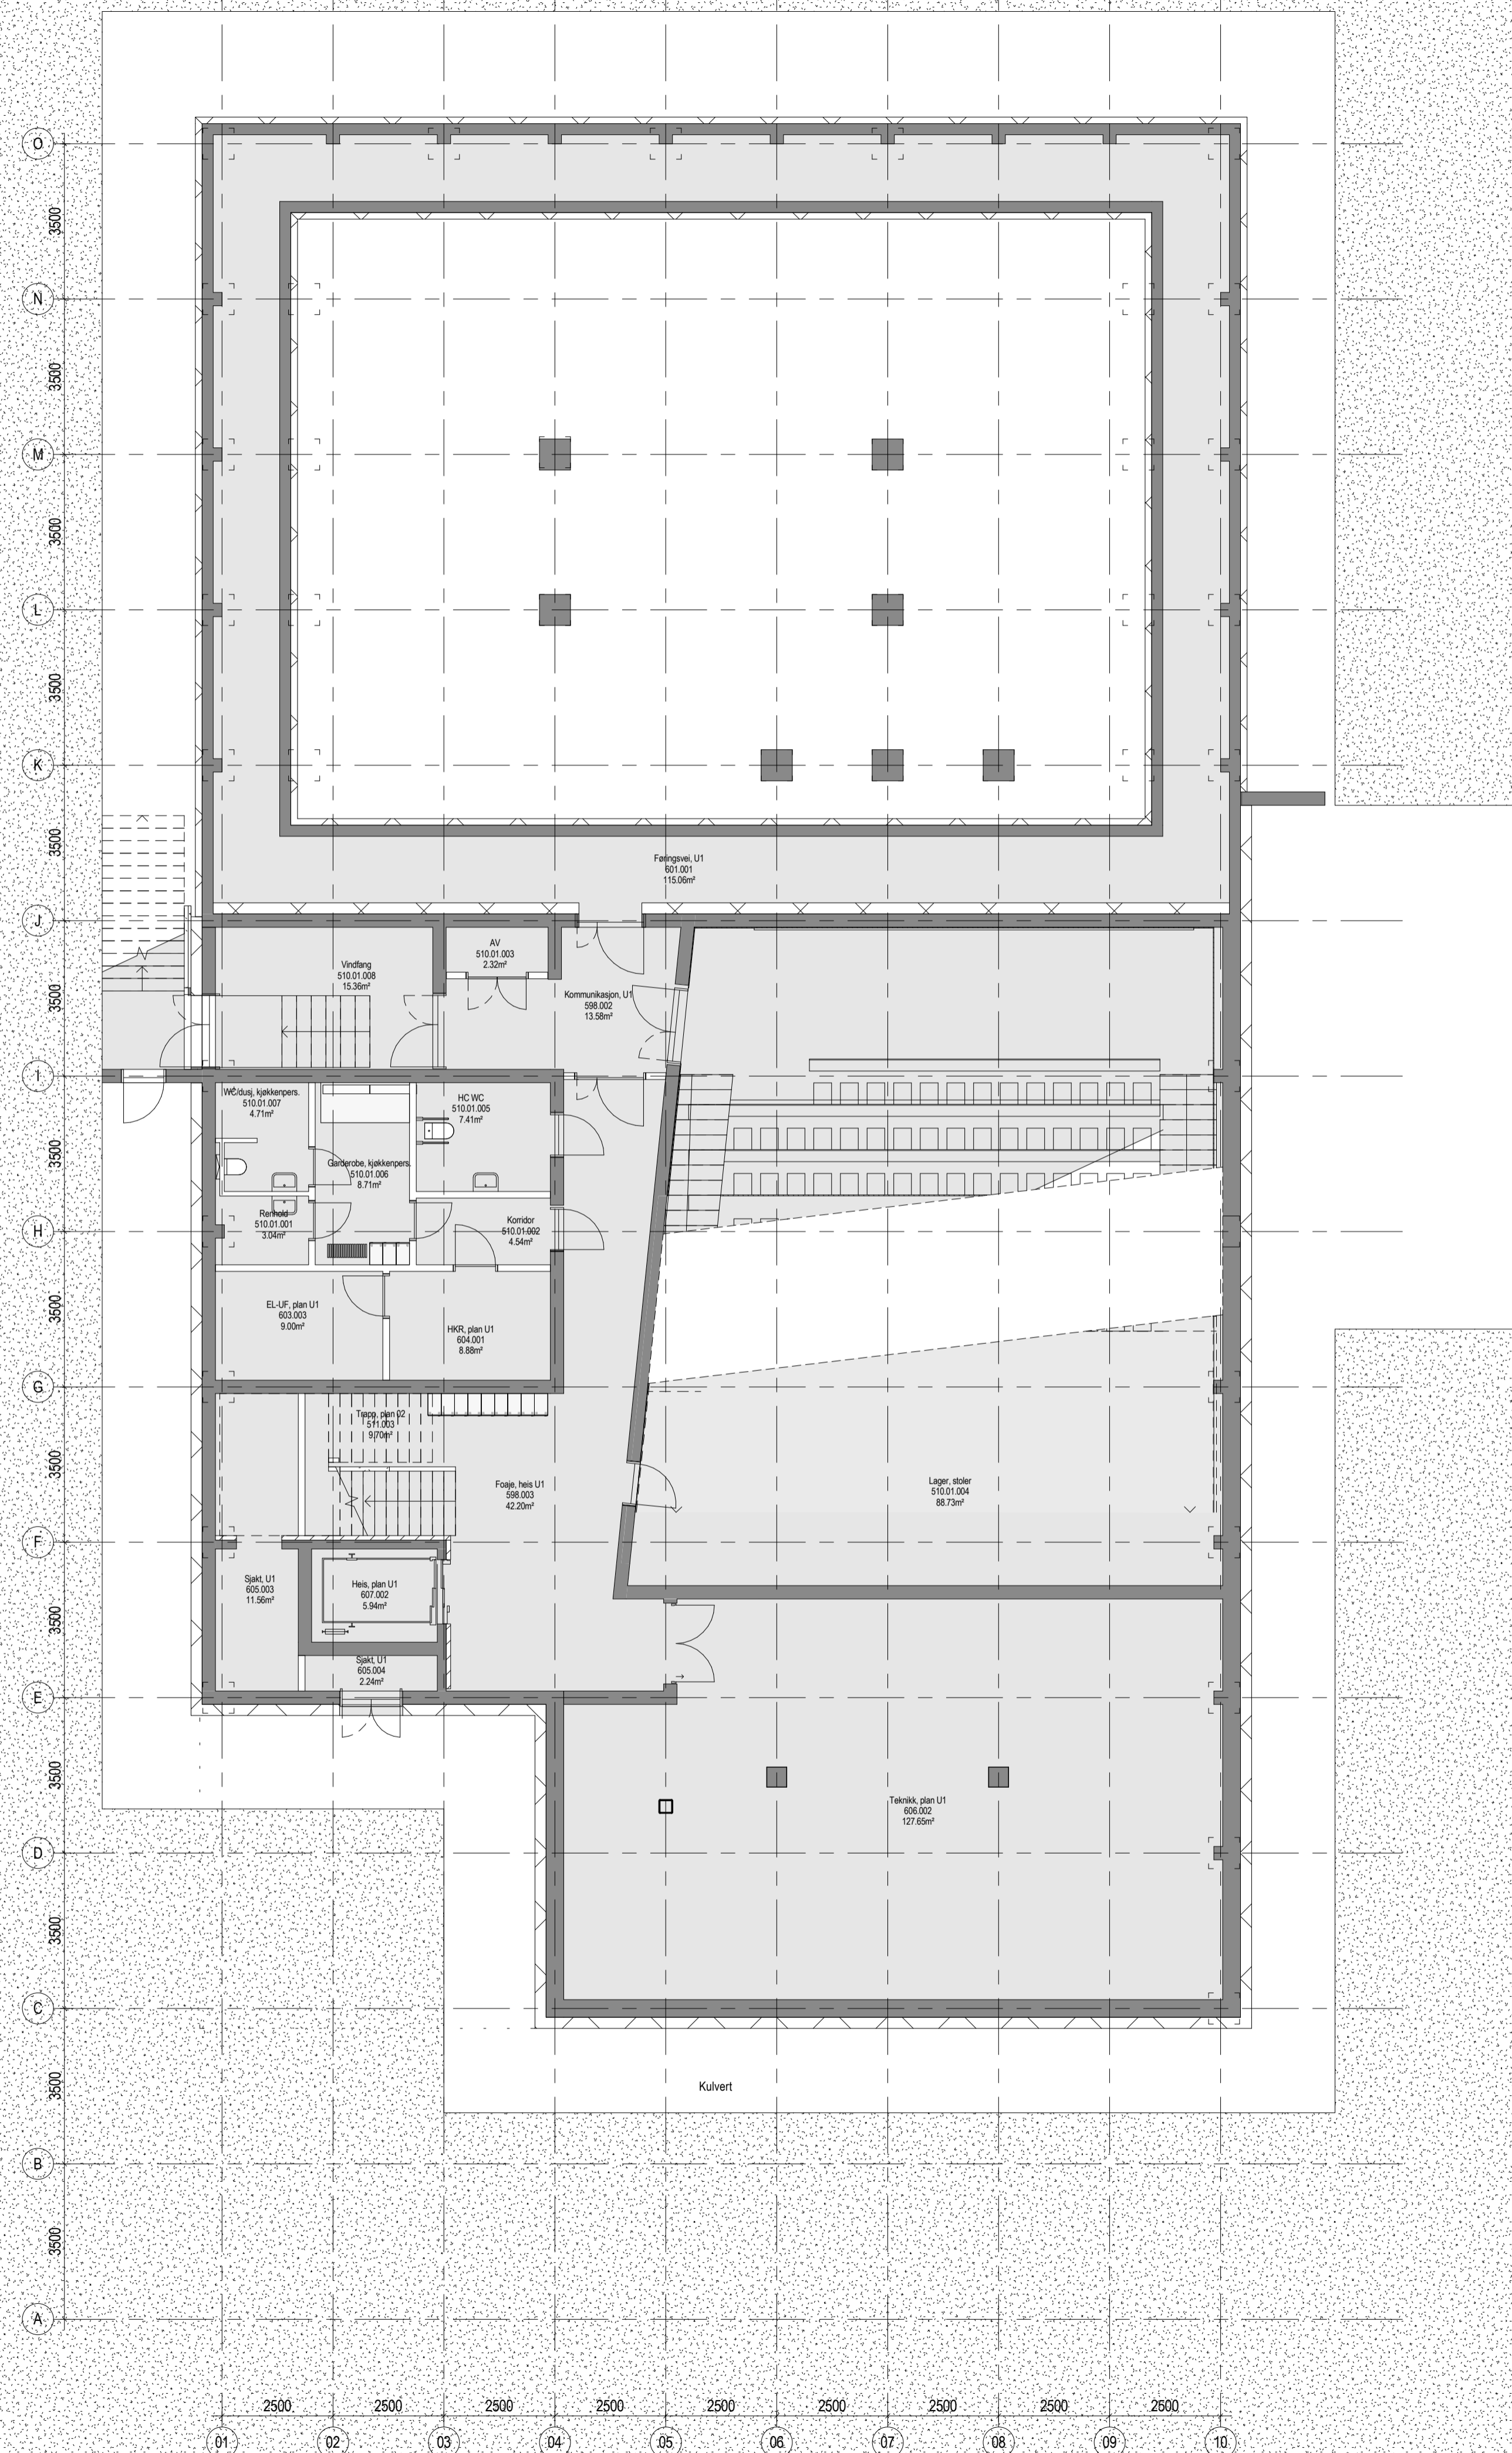 O
3500
N
3500
M
3500
L
3500
K
3500
Føringsvei, U1
601.001
115.06m²
J
AV
510.01.003
2.32m²
Vindfang
510.01.008
15.36m²
Kommunikasjon, U1
598.002
13.58m²
3500
I
WC/dusj, kjøkkenpers.
510.01.007
4.71m²
HC WC
510.01.005
7.41m²
3500
Garderobe, kjøkkenpers.
510.01.006
8.71m²
Renhold
510.01.001
3.04m²
Korridor
510.01.002
4.54m²
H
3500
EL-UF, plan U1
603.003
9.00m²
HKR, plan U1
604.001
8.88m²
G
Trapp, plan 02
511.003
9.70m²
3500
Foaje, heis U1
598.003
42.20m²
Lager, stoler
510.01.004
88.73m²
F
Sjakt, U1
605.003
11.56m²
Heis, plan U1
607.002
5.94m²
3500
Sjakt, U1
605.004
2.24m²
E
3500
Teknikk, plan U1
606.002
127.65m²
D
3500
C
3500
Kulvert
B
3500
A
2500 2500 2500 2500 2500 2500 2500 2500 2500
01 02 03 04 05 06 07 08 09 10
3500